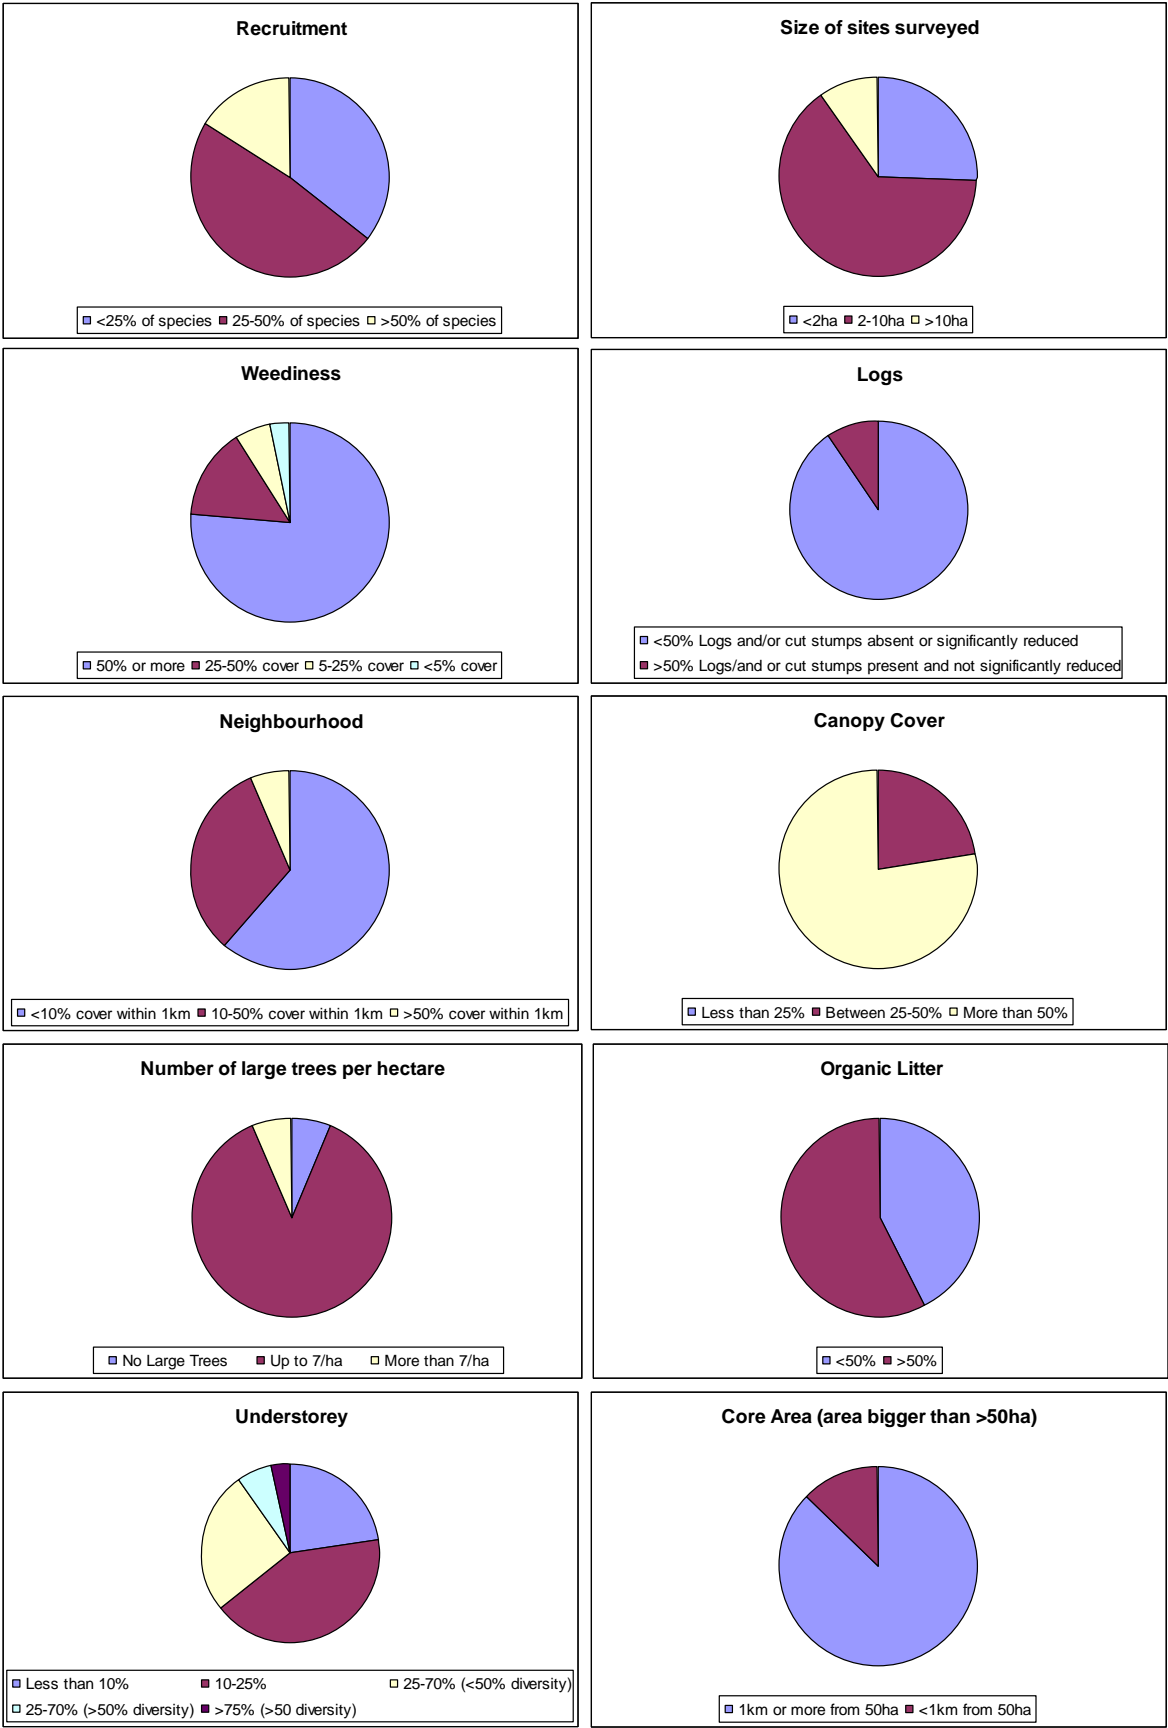 Recruitment
<25% of species 25-50% of species >50% of species
Size of sites surveyed
<2ha 2-10ha >10ha
Weediness
50% or more 25-50% cover 5-25% cover <5% cover
Logs
<50% Logs and/or cut stumps absent or significantly reduced
>50% Logs/and or cut stumps present and not significantly reduced
Neighbourhood
<10% cover within 1km 10-50% cover within 1km >50% cover within 1km
Canopy Cover
Less than 25% Between 25-50% More than 50%
Number of large trees per hectare
No Large Trees Up to 7/ha More than 7/ha
Organic Litter
<50% >50%
Understorey
Less than 10% 10-25% 25-70% (<50% diversity)
25-70% (>50% diversity) >75% (>50 diversity)
Core Area (area bigger than >50ha)
1km or more from 50ha <1km from 50ha